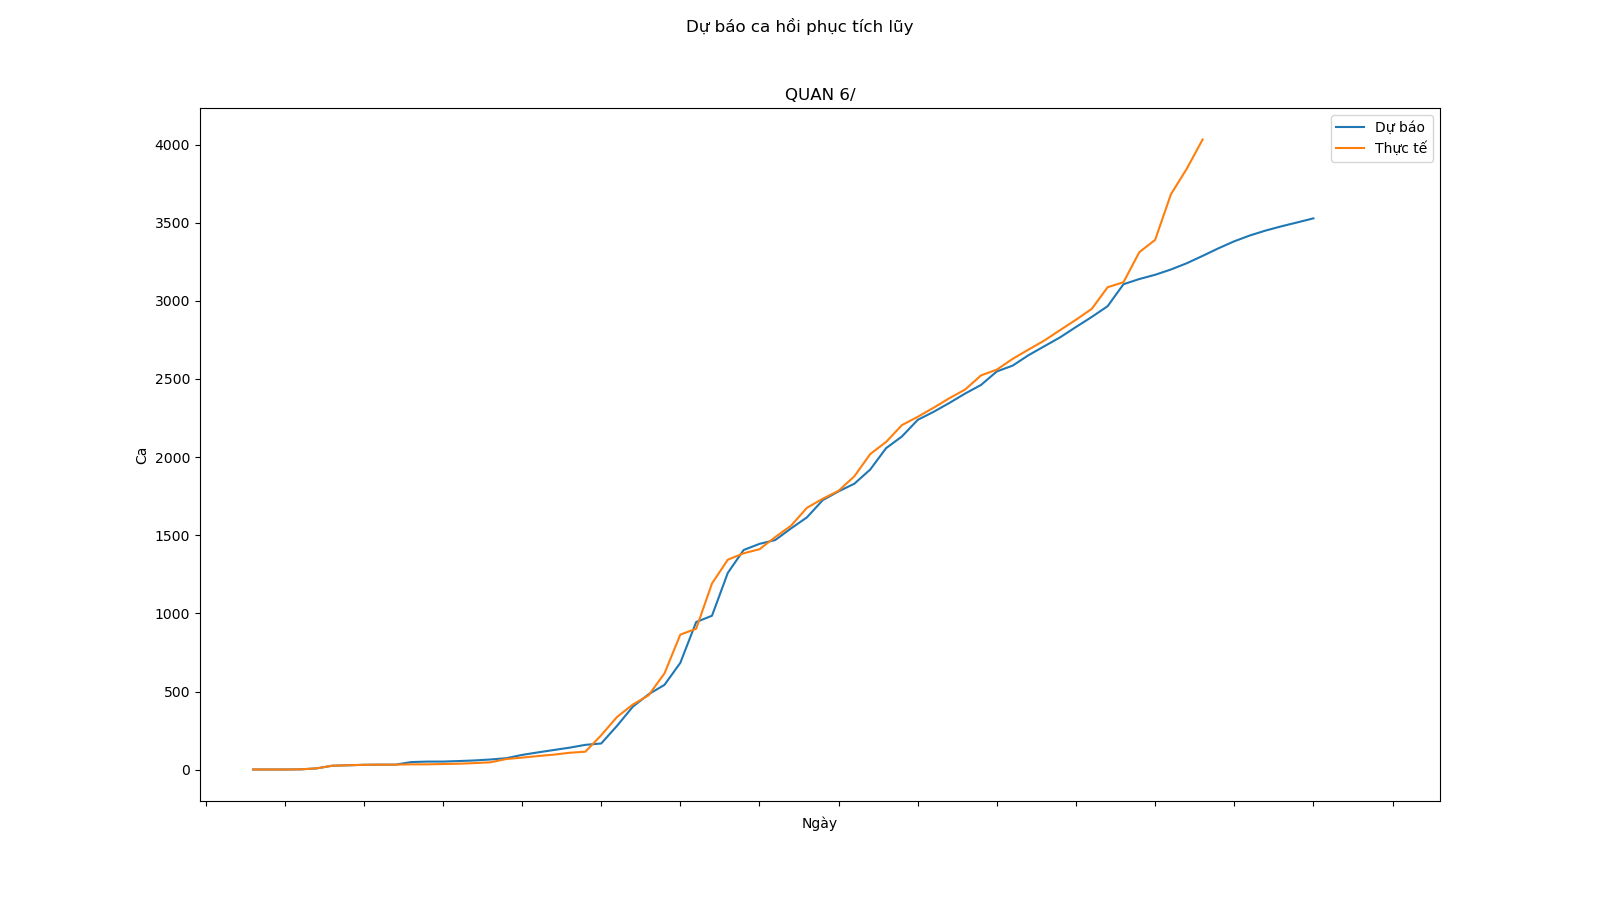 Dự báo ca hồi phục tích lũy
QUAN 6/
Dự báo
Thực tế
4000
3500
3000
2500
2000
1500
1000
500
0
Ca
Ngày